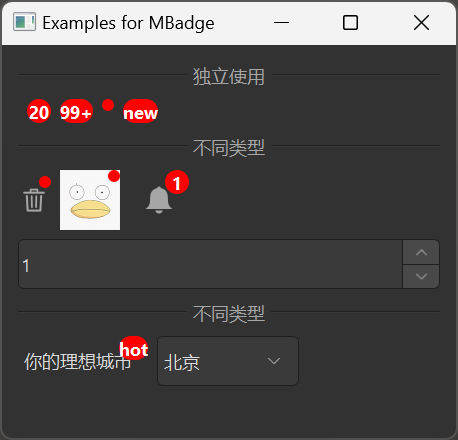 Examples for MBadge
独立使用
20 99+ new
不同类型
1
1
不同类型
你的理想城市 hot 北京